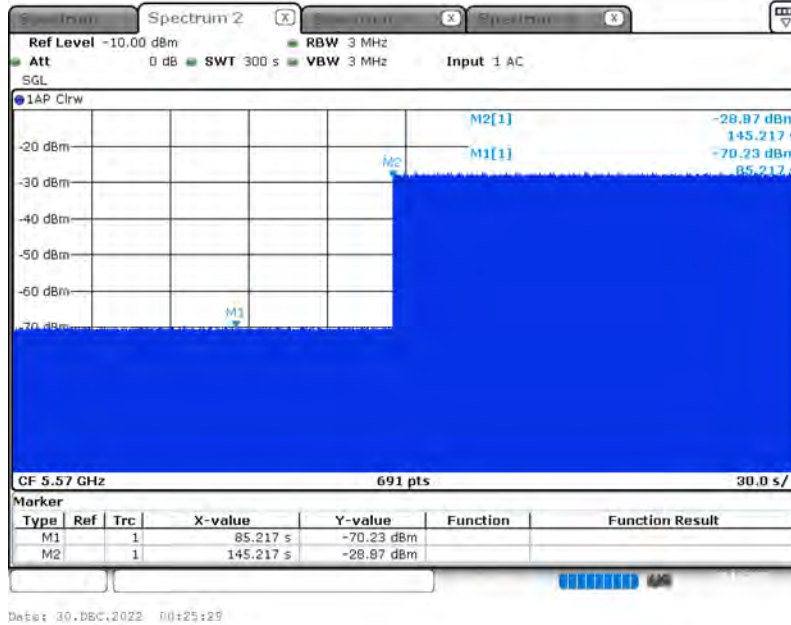 Spectrum 2
Ref Level -10.00 dBm RBW 3 MHz
Att 0 dB SWT 300 s VBW 3 MHz Input 1 AC
SGL
1AP Clrw
M2[1] -28.87 dBm
145.217 s
M1[1] -70.23 dBm
85.217 s
-20 dBm
M2
-30 dBm
-40 dBm
-50 dBm
-60 dBm
M1
-70 dBm
CF 5.57 GHz 691 pts 30.0 s/
Marker
Type Ref Trc X-value Y-value Function Function Result
M1 1 85.217 s -70.23 dBm
M2 1 145.217 s -28.87 dBm
Date: 30.DEC.2022 00:25:29